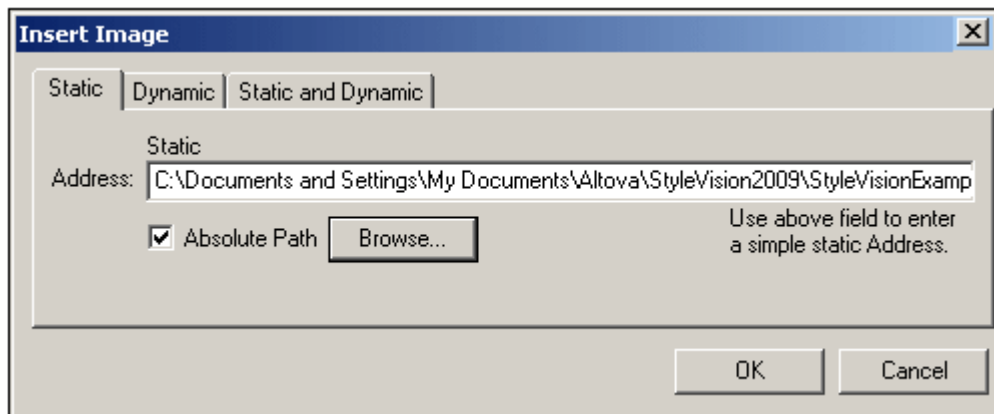 Insert Image
Static Dynamic Static and Dynamic
Static
Address: C:\Documents and Settings\My Documents\Altova\StyleVision2009\StyleVisionExamp
Absolute Path Browse...
Use above field to enter
a simple static Address.
OK Cancel